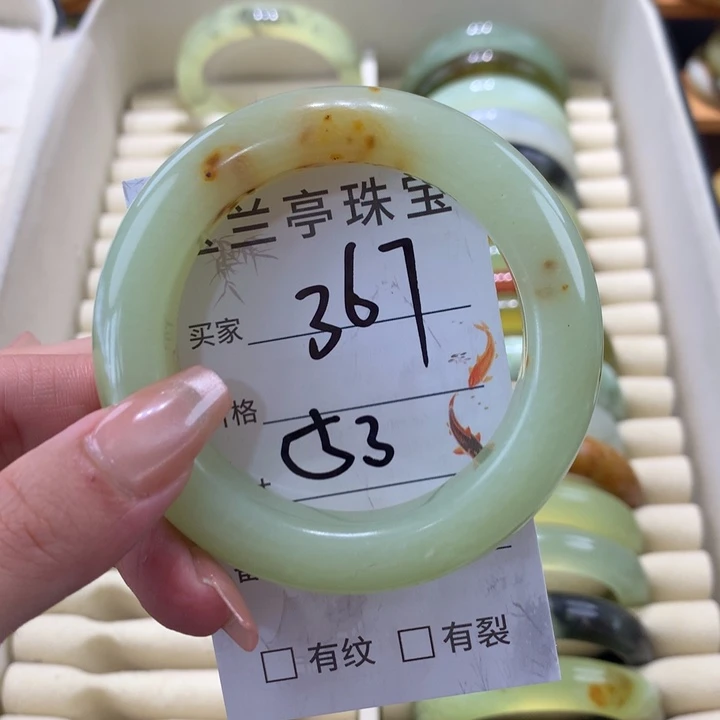 兰亭珠宝
买家 367
格 53
有纹 有裂